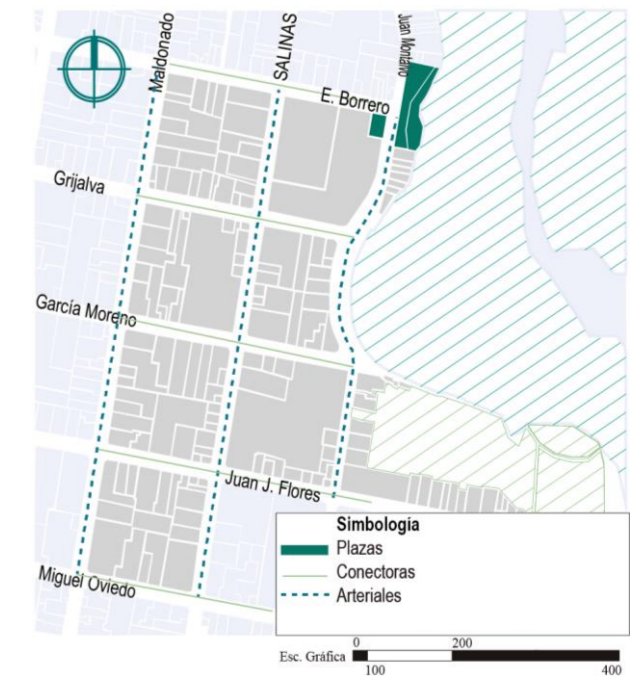 Maldonado
SALINAS
Juan Montalvo
E. Borrero
Grijalva
García Moreno
Juan J. Flores
Miguel Oviedo
Simbología
Plazas
Conectoras
Arteriales
Esc. Gráfica
0 200
100 400